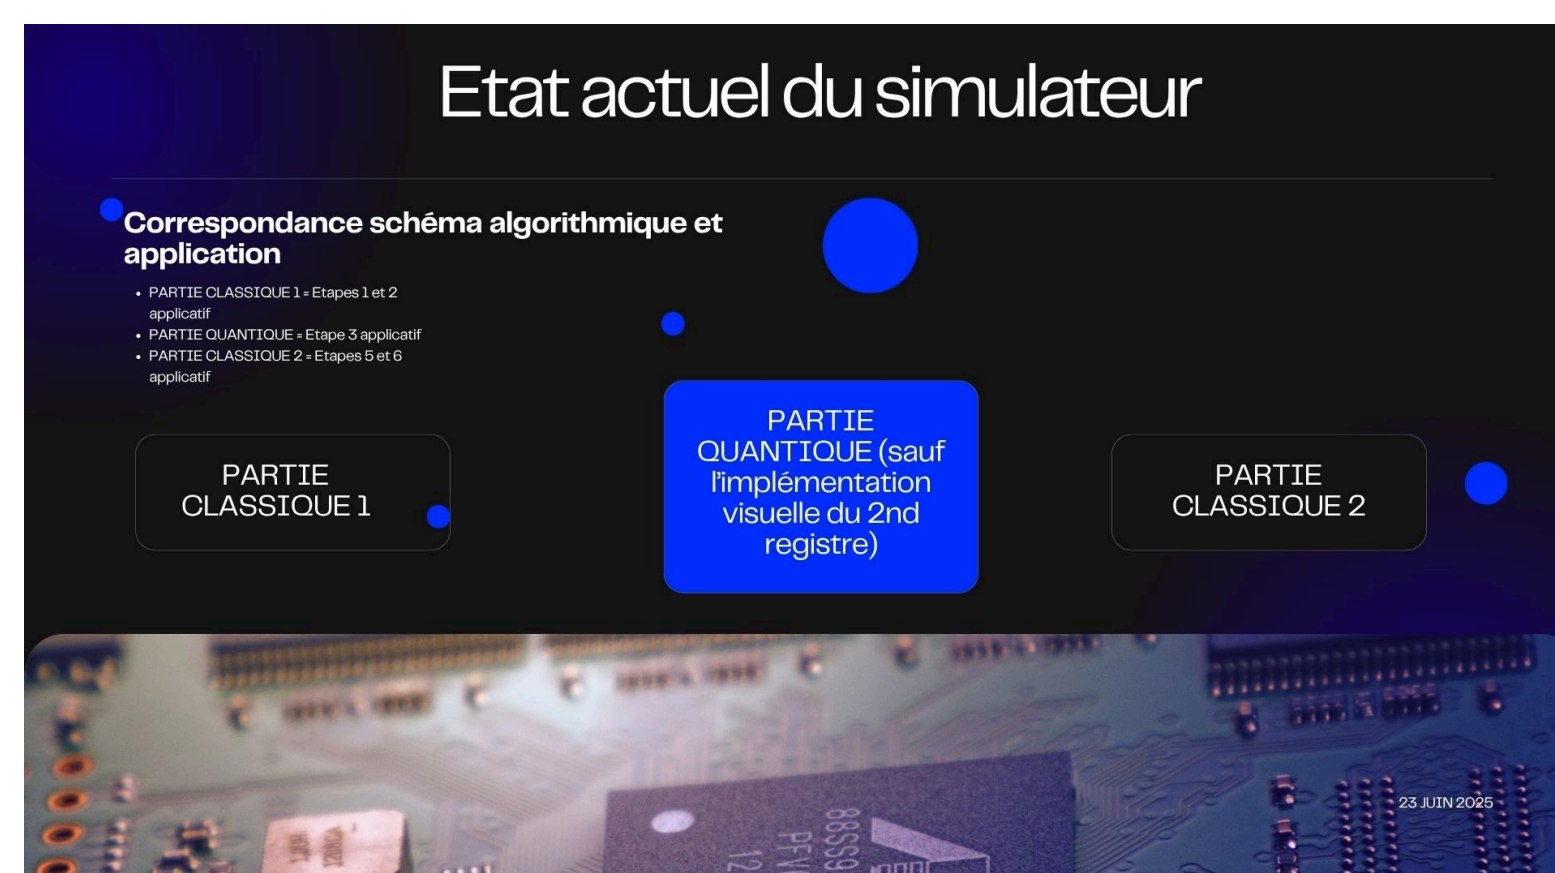 Etat actuel du simulateur
Correspondance schéma algorithmique et
application
• PARTIE CLASSIQUE 1 = Etapes 1 et 2
applicatif
• PARTIE QUANTIQUE = Etape 3 applicatif
• PARTIE CLASSIQUE 2 = Etapes 5 et 6
applicatif
PARTIE
CLASSIQUE 1
PARTIE
QUANTIQUE (sauf
l'implémentation
visuelle du 2nd
registre)
PARTIE
CLASSIQUE 2
23 JUIN 2025